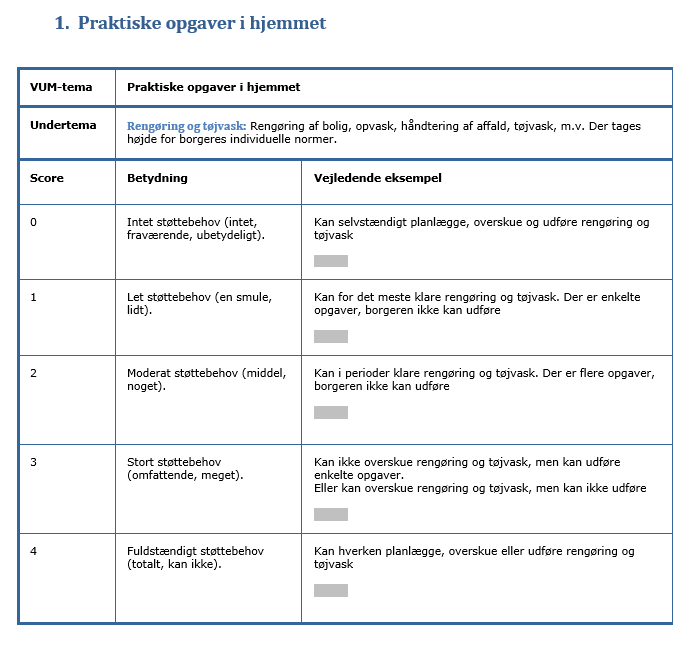 1. Praktiske opgaver i hjemmet
VUM-tema
Praktiske opgaver i hjemmet
Undertema
Rengøring og tøjvask: Rengøring af bolig, opvask, håndtering af affald, tøjvask, m.v. Der tages
højde for borgeres individuelle normer.
Score
Betydning
Vejledende eksempel
0
Intet støttebehov (intet,
fraværende, ubetydeligt).
Kan selvstændigt planlægge, overskue og udføre rengøring og
tøjvask
1
Let støttebehov (en smule,
lidt).
Kan for det meste klare rengøring og tøjvask. Der er enkelte
opgaver, borgeren ikke kan udføre
2
Moderat støttebehov (middel,
noget).
Kan i perioder klare rengøring og tøjvask. Der er flere opgaver,
borgeren ikke kan udføre
3
Stort støttebehov
(omfattende, meget).
Kan ikke overskue rengøring og tøjvask, men kan udføre
enkelte opgaver.
Eller kan overskue rengøring og tøjvask, men kan ikke udføre
4
Fuldstændigt støttebehov
(totalt, kan ikke).
Kan hverken planlægge, overskue eller udføre rengøring og
tøjvask